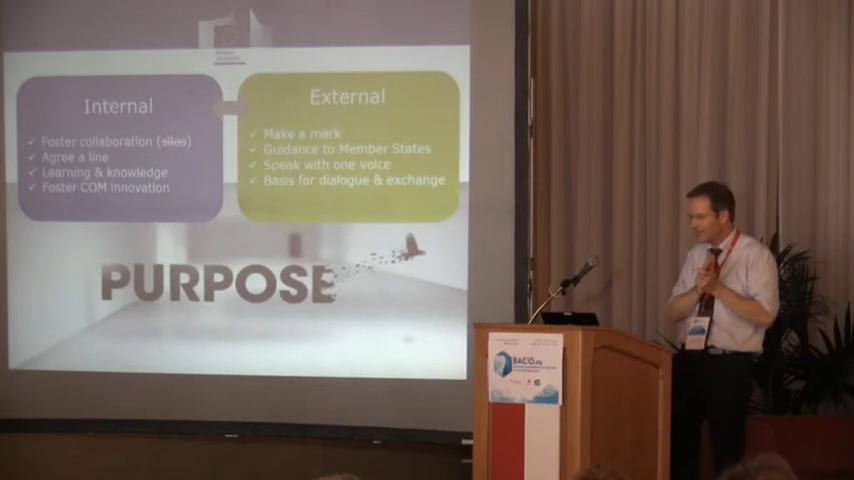 Internal
✓ Foster collaboration (silos)
✓ Agree a line
✓ Learning & knowledge
✓ Foster COM innovation
External
✓ Make a mark
✓ Guidance to Member States
✓ Speak with one voice
✓ Basis for dialogue & exchange
PURPOSE
BACID.eu